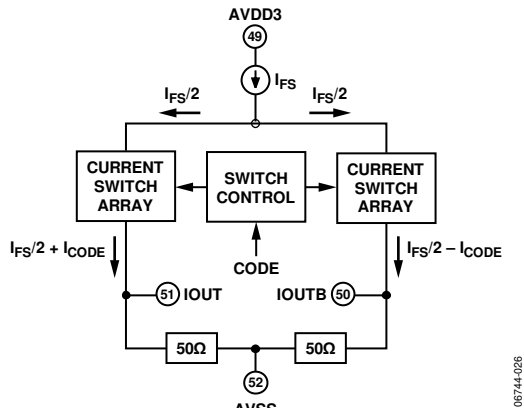 AVDD3
49
I_FS
I_FS/2
I_FS/2
CURRENT
SWITCH
ARRAY
SWITCH
CONTROL
CURRENT
SWITCH
ARRAY
I_FS/2 + I_CODE
CODE
I_FS/2 – I_CODE
51 IOUT
IOUTB 50
50Ω
50Ω
52
AVSS
06744-026